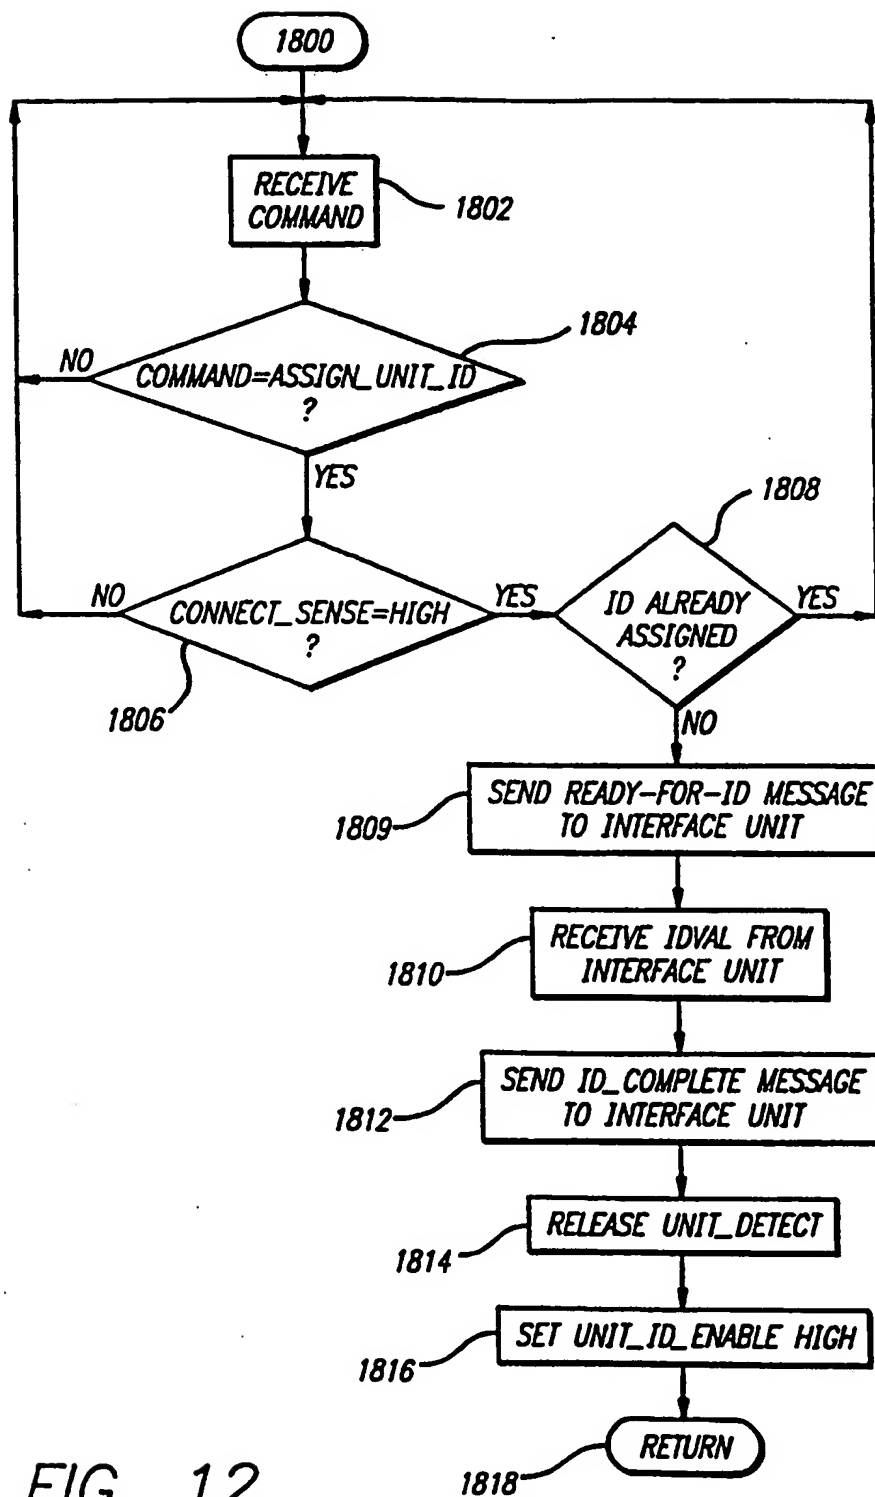 1800
RECEIVE
COMMAND
1802
1804
NO
COMMAND=ASSIGN_UNIT_ID
?
YES
1808
NO
CONNECT_SENSE=HIGH
?
YES
ID ALREADY
ASSIGNED
?
YES
1806
NO
SEND READY-FOR-ID MESSAGE
TO INTERFACE UNIT
1809
RECEIVE IDVAL FROM
INTERFACE UNIT
1810
SEND ID_COMPLETE MESSAGE
TO INTERFACE UNIT
1812
RELEASE UNIT_DETECT
1814
SET UNIT_ID_ENABLE HIGH
1816
RETURN
1818
FIG. 12